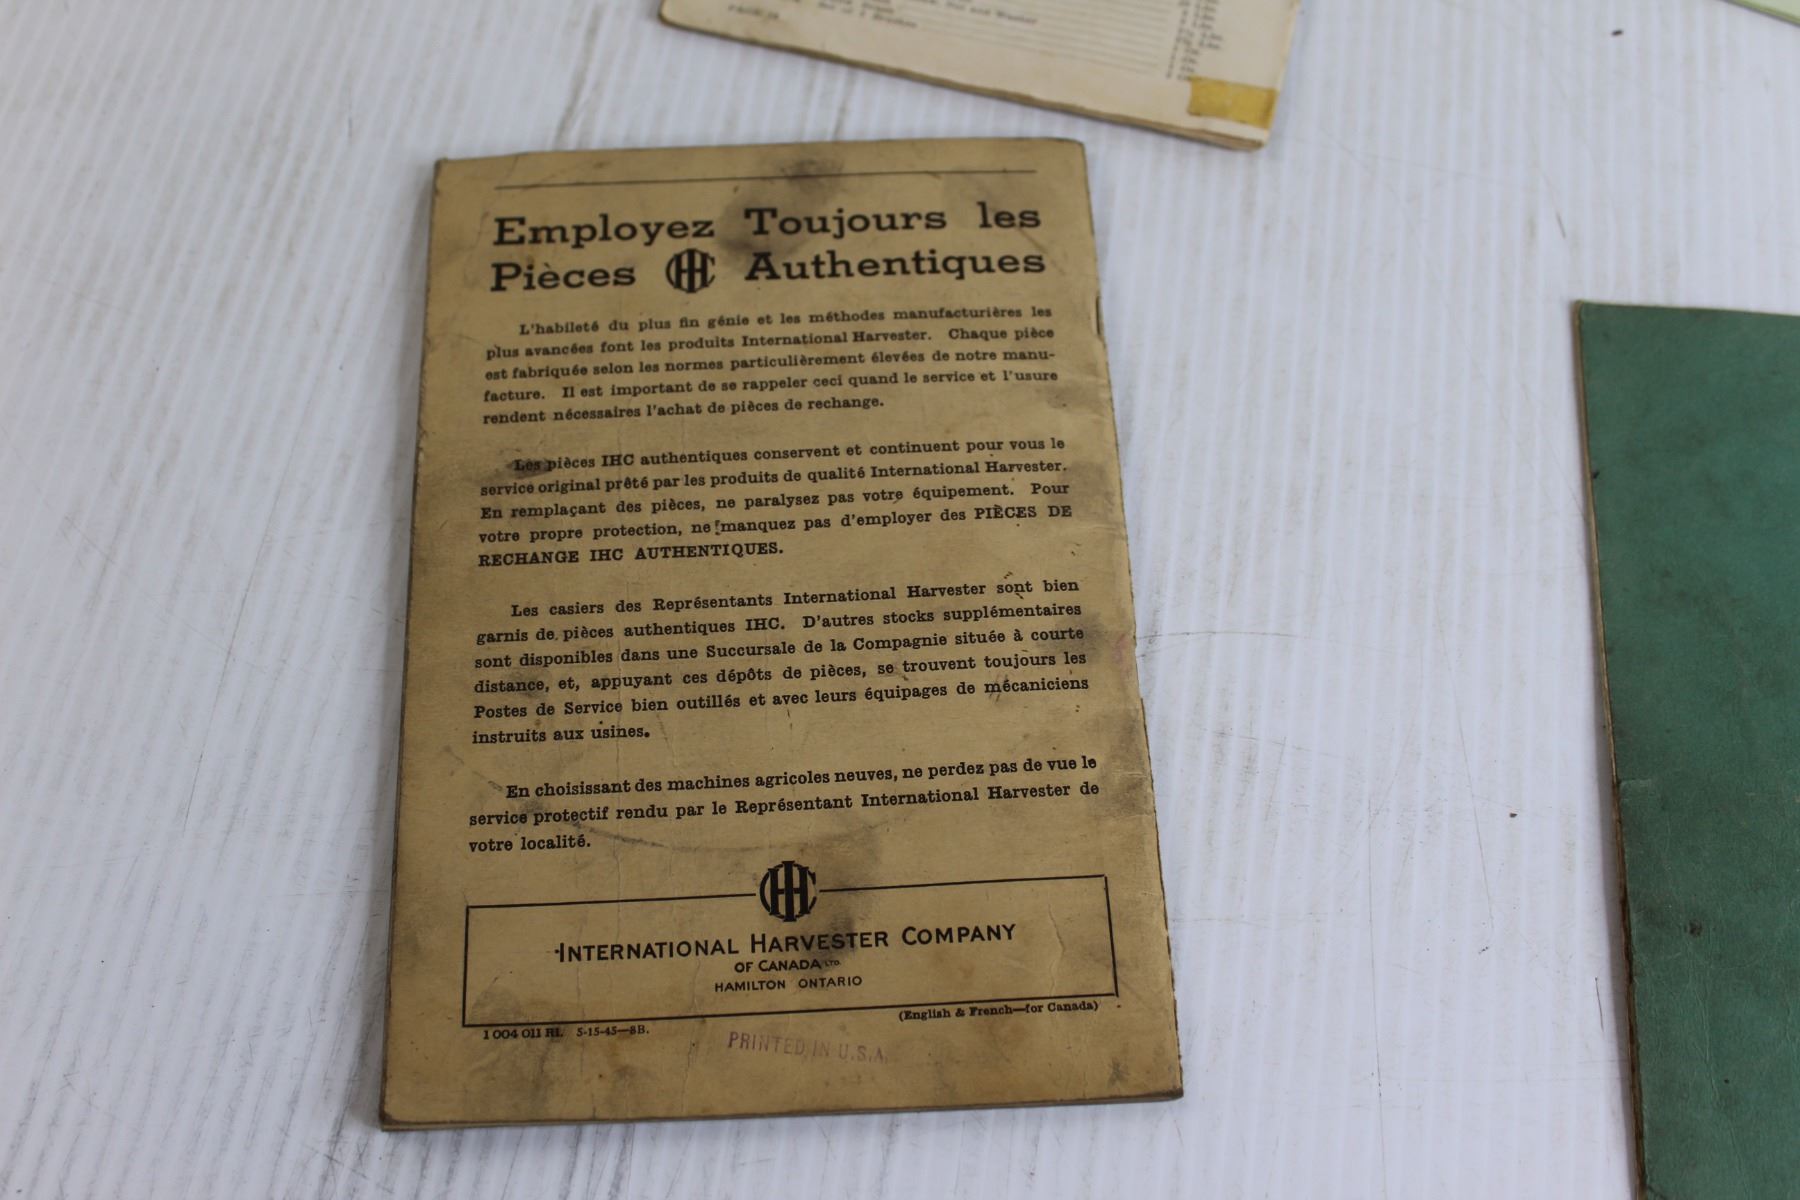 Employez Toujours les
Pièces IHC Authentiques
L'habileté du plus fin génie et les méthodes manufacturières les
plus avancées font les produits International Harvester. Chaque pièce
est fabriquée selon les normes particulièrement élevées de notre manu-
facture. Il est important de se rappeler ceci quand le service et l'usure
rendent nécessaires l'achat de pièces de rechange.
Les pièces IHC authentiques conservent et continuent pour vous le
service original prêté par les produits de qualité International Harvester.
En remplaçant des pièces, ne paralysez pas votre équipement. Pour
votre propre protection, ne manquez pas d'employer des PIÈCES DE
RECHANGE IHC AUTHENTIQUES.
Les casiers des Représentants International Harvester sont bien
garnis de pièces authentiques IHC. D'autres stocks supplémentaires
sont disponibles dans une Succursale de la Compagnie située à courte
distance, et, appuyant ces dépôts de pièces, se trouvent toujours les
Postes de Service bien outillés et avec leurs équipages de mécaniciens
instruits aux usines.
En choisissant des machines agricoles neuves, ne perdez pas de vue le
service protectif rendu par le Représentant International Harvester de
votre localité.
IHC
INTERNATIONAL HARVESTER COMPANY
OF CANADA LTD.
HAMILTON ONTARIO
(English & French—for Canada)
1 004 011 R1. 5-15-45—8B.
PRINTED IN U.S.A.